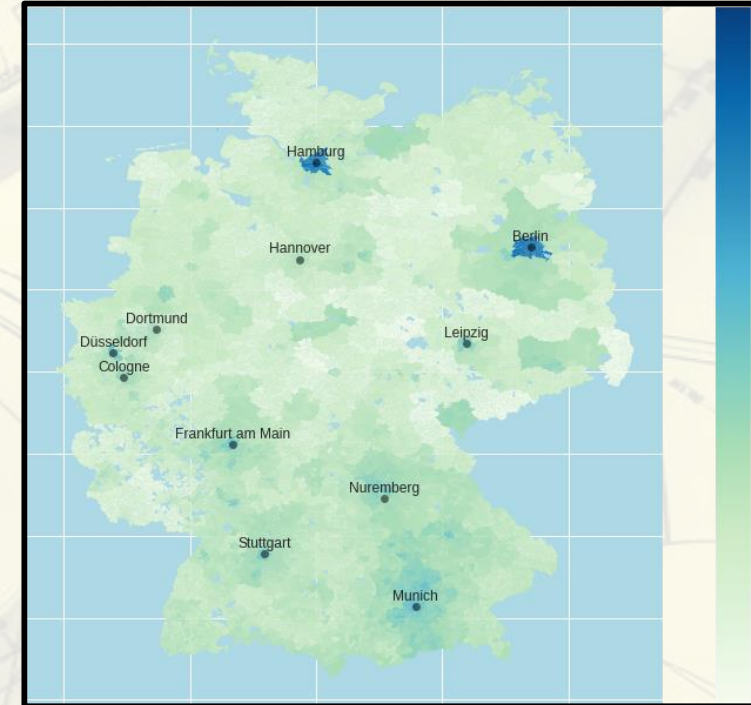 Hamburg
Berlin
Hannover
Dortmund
Düsseldorf
Leipzig
Cologne
Frankfurt am Main
Nuremberg
Stuttgart
Munich